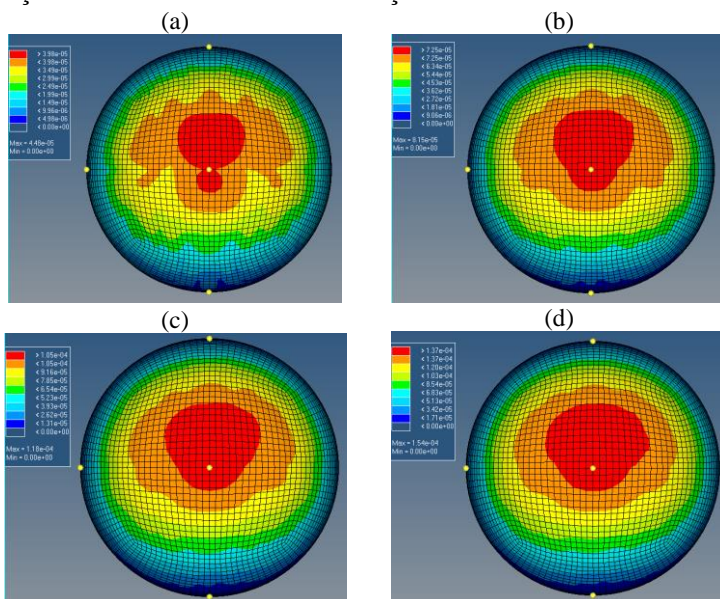 (a)
(b)
> 3.98e-05
< 3.98e-05
< 3.49e-05
< 2.99e-05
< 2.49e-05
< 1.99e-05
< 1.49e-05
< 9.96e-06
< 4.98e-06
< 0.00e+00
Max = 4.48e-05
Min = 0.00e+00
> 7.25e-05
< 7.25e-05
< 6.34e-05
< 5.44e-05
< 4.53e-05
< 3.62e-05
< 2.72e-05
< 1.81e-05
< 9.06e-06
< 0.00e+00
Max = 8.15e-05
Min = 0.00e+00
(c)
(d)
> 1.05e-04
< 1.05e-04
< 9.16e-05
< 7.85e-05
< 6.54e-05
< 5.23e-05
< 3.93e-05
< 2.62e-05
< 1.31e-05
< 0.00e+00
Max = 1.18e-04
Min = 0.00e+00
> 1.37e-04
< 1.37e-04
< 1.20e-04
< 1.03e-04
< 8.54e-05
< 6.83e-05
< 5.13e-05
< 3.42e-05
< 1.71e-05
< 0.00e+00
Max = 1.54e-04
Min = 0.00e+00